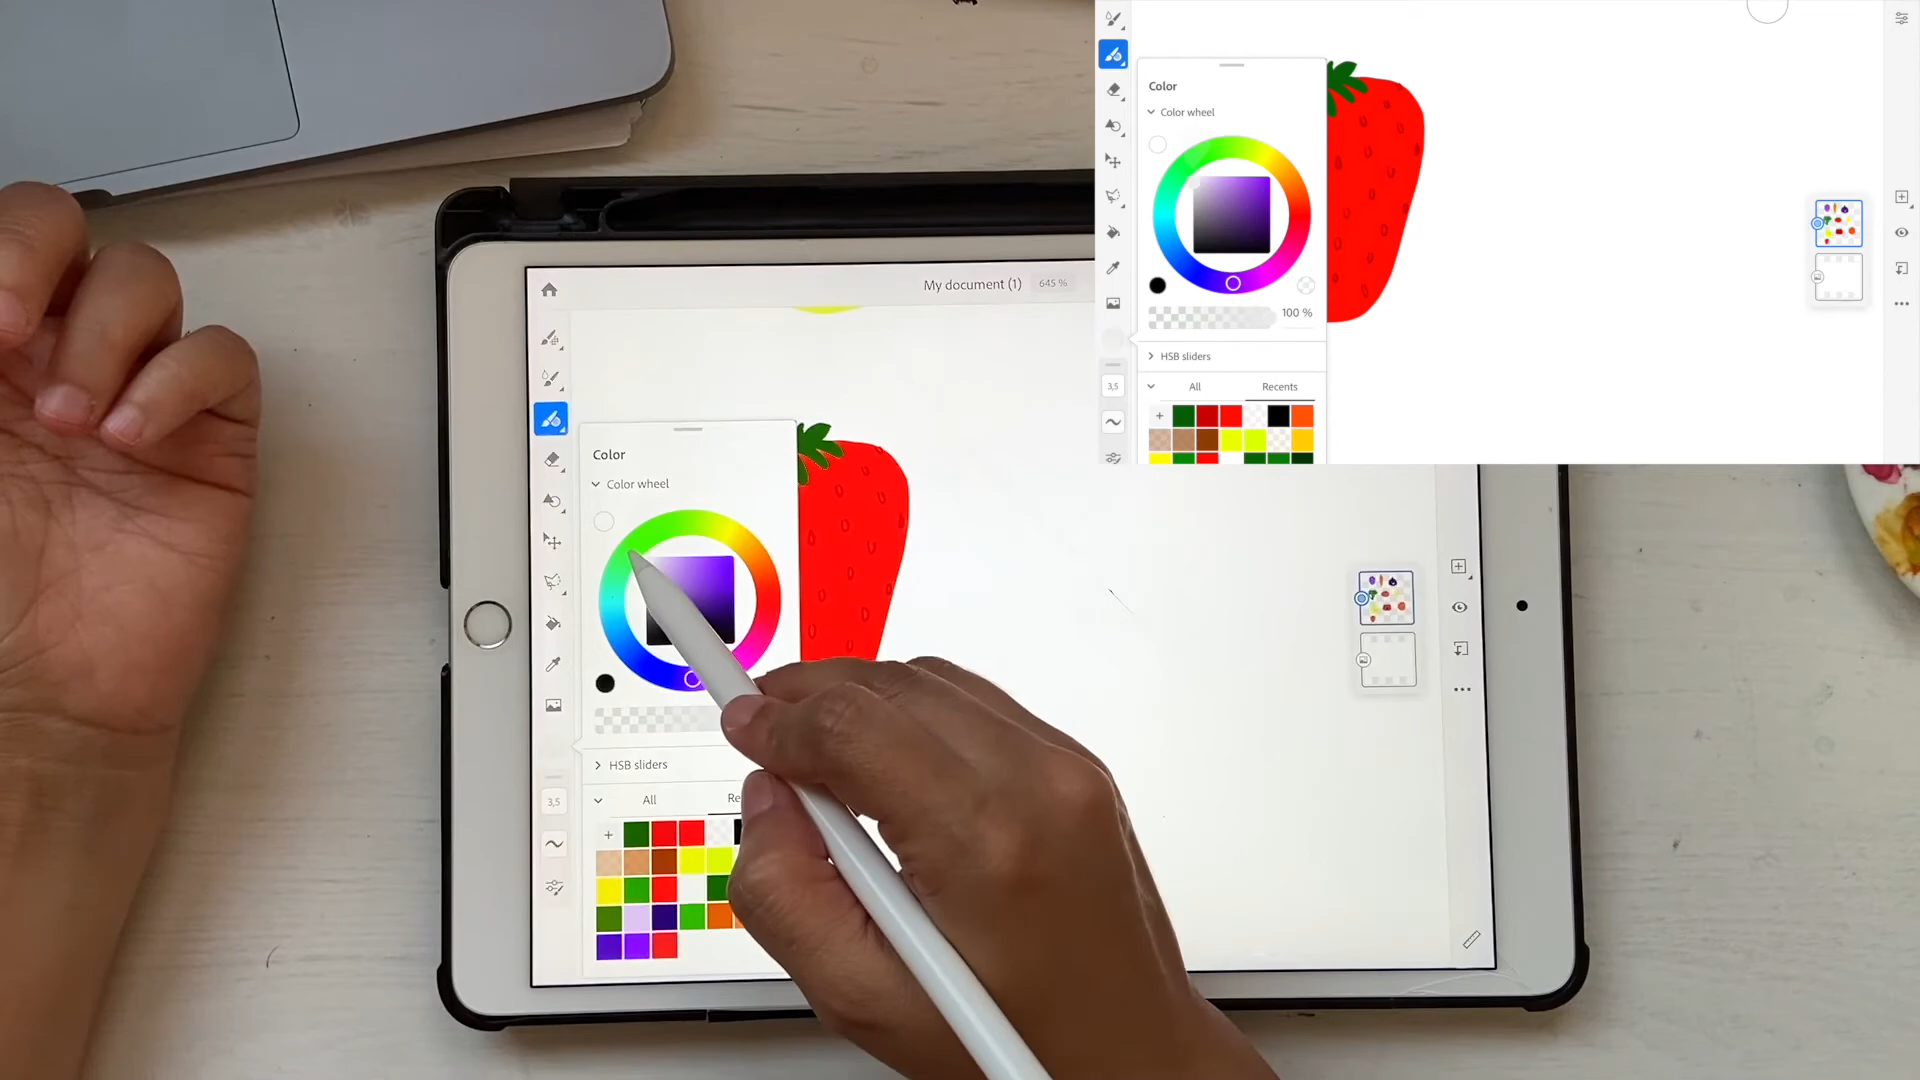 My document (1) 645 %
Color
Color wheel
HSB sliders
All Re
3,5
Color
Color wheel
100 %
HSB sliders
All Recents
3,5